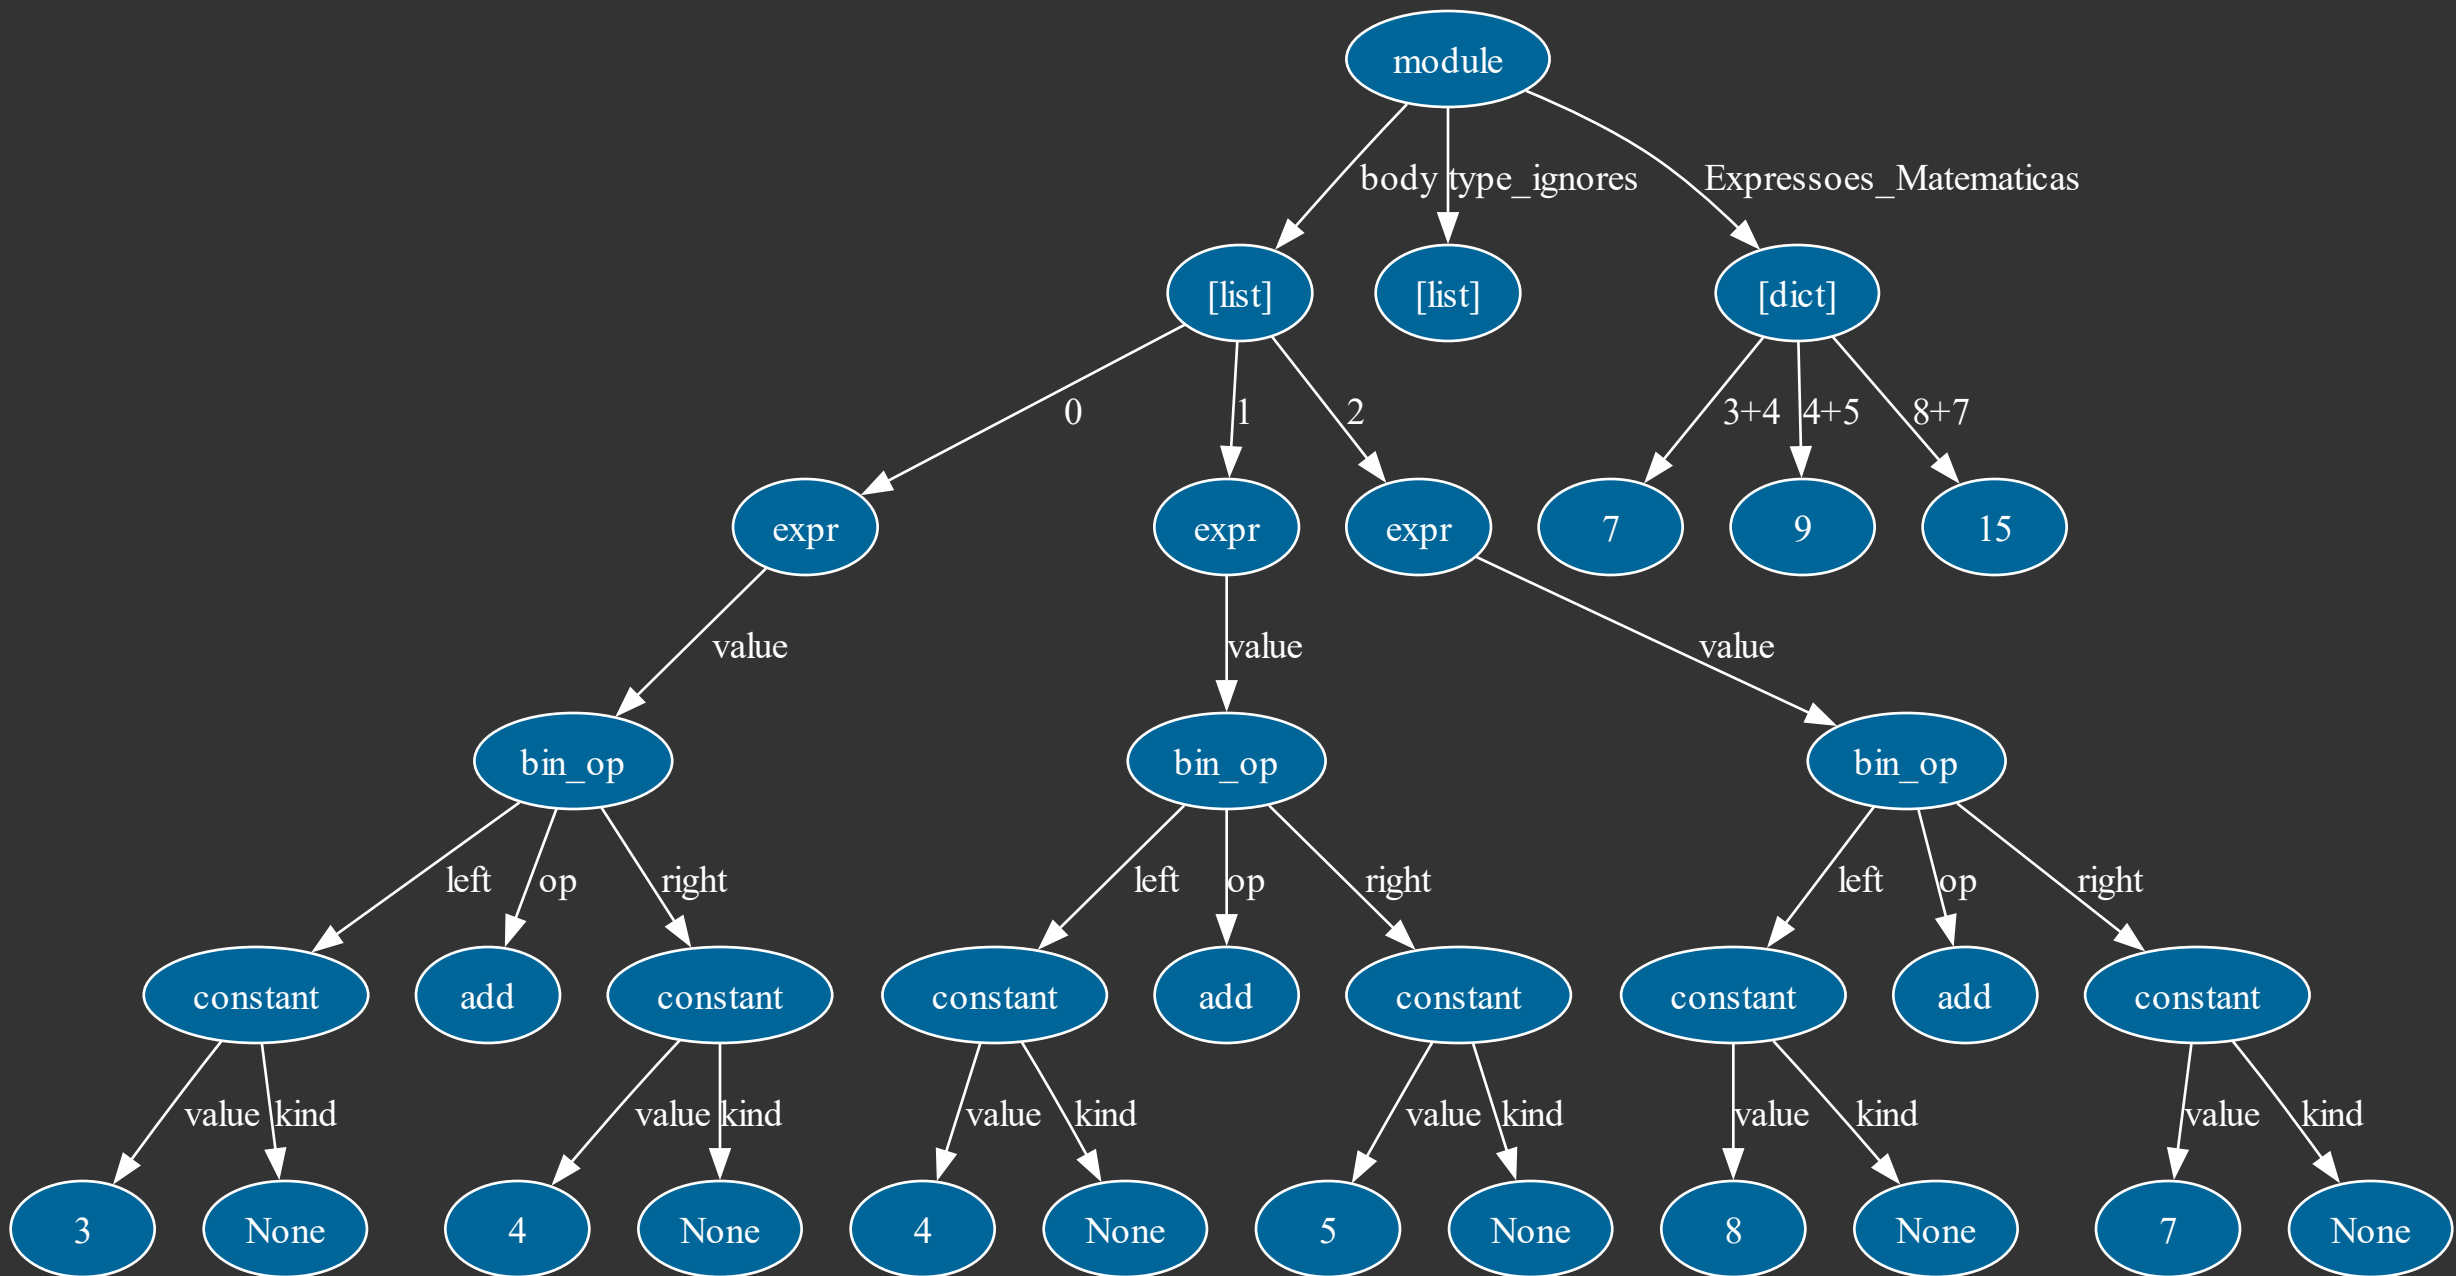 module
body type_ignores Expressoes_Matematicas
[list] [list] [dict]
0 1 2 3+4 4+5 8+7
expr expr expr 7 9 15
value value value
bin_op bin_op bin_op
left op right left op right left op right
constant add constant constant add constant constant add constant
value kind value kind value kind value kind value kind value kind
3 None 4 None 4 None 5 None 8 None 7 None